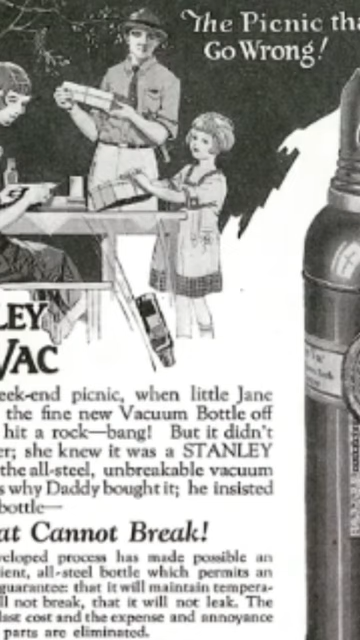 The Picnic tha
Go Wrong!
LEY
VAC
eek-end picnic, when little Jane
the fine new Vacuum Bottle off
hit a rock—bang! But it didn't
er; she knew it was a STANLEY
the all-steel, unbreakable vacuum
s why Daddy bought it; he insisted
bottle—
at Cannot Break!
veloped process has made possible an
ient, all-steel bottle which permits an
guarantee: that it will maintain tempera-
ll not break, that it will not leak. The
last cost and the expense and annoyance
parts are eliminated.